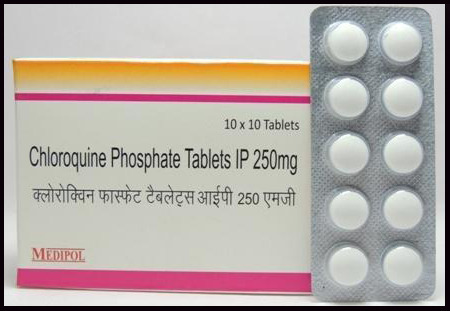 10 x 10 Tablets
Chloroquine Phosphate Tablets IP 250mg
क्लोरोक्विन फास्फेट टैबलेट्स आईपी 250 एमजी
MEDIPOL